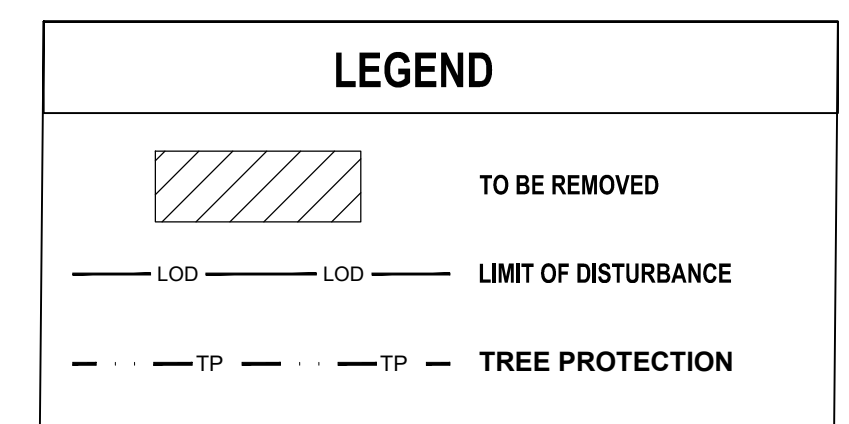 LEGEND
TO BE REMOVED
LOD LOD LIMIT OF DISTURBANCE
TP TP TREE PROTECTION